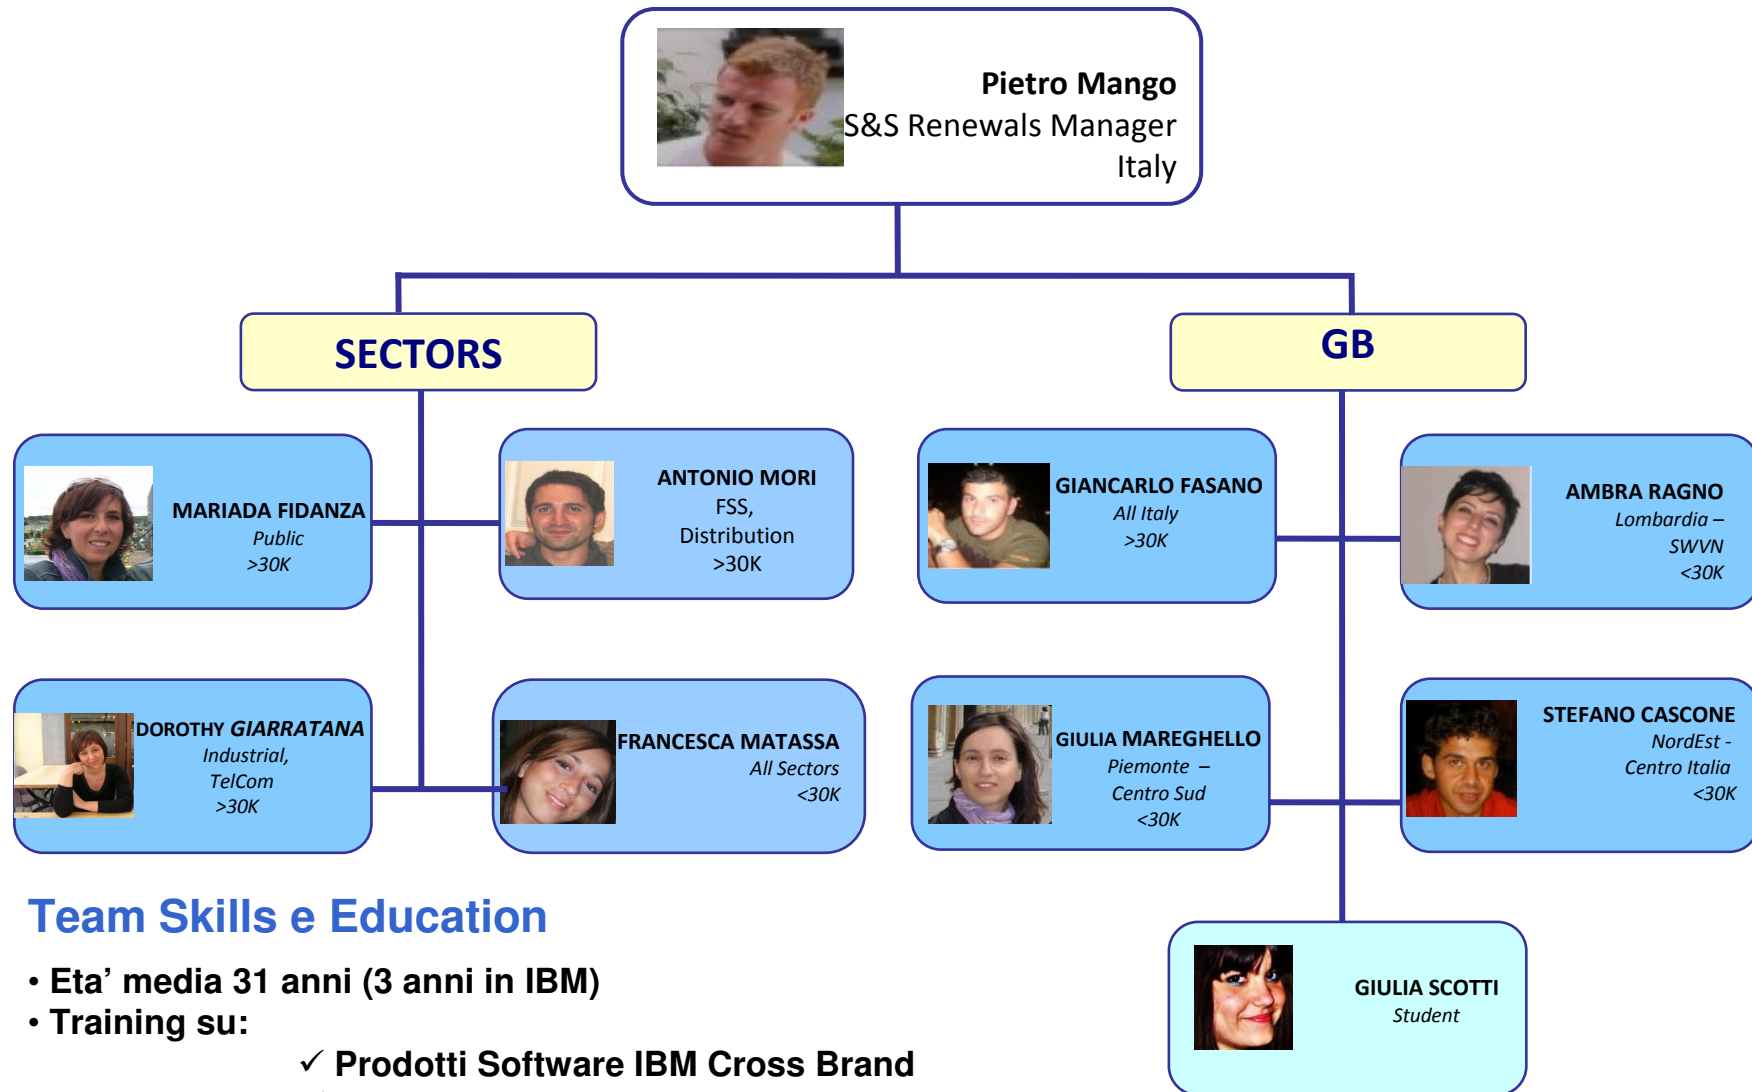 Pietro Mango
S&S Renewals Manager
Italy
SECTORS
GB
MARIADA FIDANZA
Public
>30K
ANTONIO MORI
FSS,
Distribution
>30K
GIANCARLO FASANO
All Italy
>30K
AMBRA RAGNO
Lombardia –
SWVN
<30K
DOROTHY GIARRATANA
Industrial,
TelCom
>30K
FRANCESCA MATASSA
All Sectors
<30K
GIULIA MAREGHELLO
Piemonte –
Centro Sud
<30K
STEFANO CASCONE
NordEst -
Centro Italia
<30K
GIULIA SCOTTI
Student
Team Skills e Education
• Eta’ media 31 anni (3 anni in IBM)
• Training su:
✓ Prodotti Software IBM Cross Brand